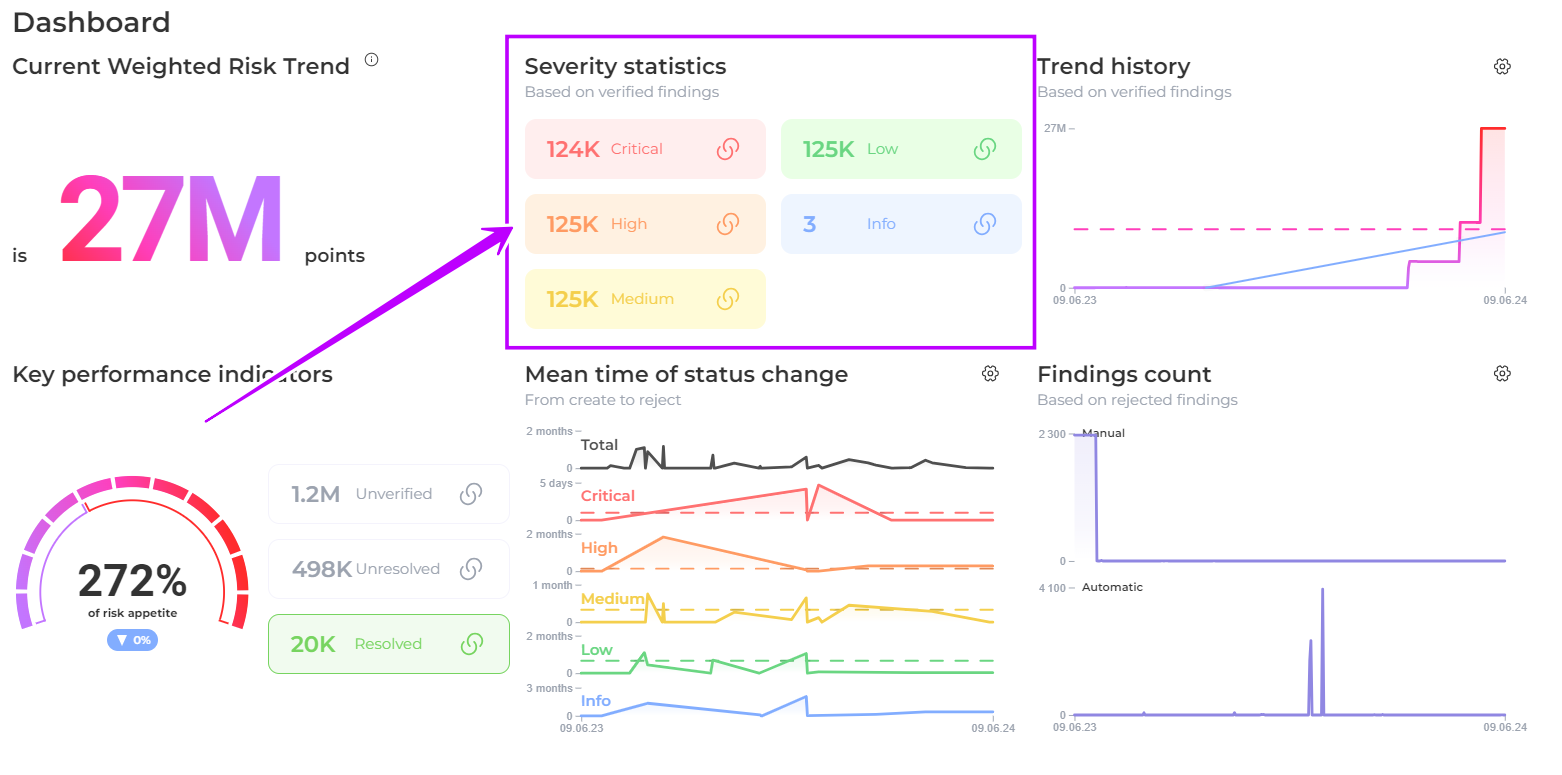 Dashboard
Current Weighted Risk Trend
is 27M points
Severity statistics
Based on verified findings
124K Critical
125K Low
125K High
3 Info
125K Medium
Trend history
Based on verified findings
27M
0
09.06.23 09.06.24
Key performance indicators
272%
of risk appetite
▼ 0%
1.2M Unverified
498K Unresolved
20K Resolved
Mean time of status change
From create to reject
2 months
Total
0
5 days
Critical
0
2 months
High
0
1 month
Medium
0
2 months
Low
0
3 months
Info
0
09.06.23 09.06.24
Findings count
Based on rejected findings
2 300
Manual
0
4 100
Automatic
0
09.06.23 09.06.24